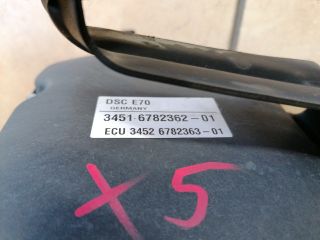 DSC E70
GERMANY
3451-6782362-01
ECU 3452 6782363-01
X5